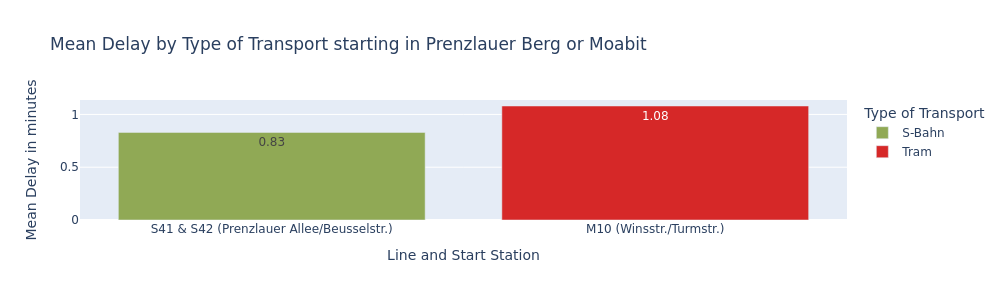 Mean Delay by Type of Transport starting in Prenzlauer Berg or Moabit
Mean Delay in minutes
1
0.5
0
0.83
1.08
S41 & S42 (Prenzlauer Allee/Beusselstr.)
M10 (Winsstr./Turmstr.)
Line and Start Station
Type of Transport
S-Bahn
Tram